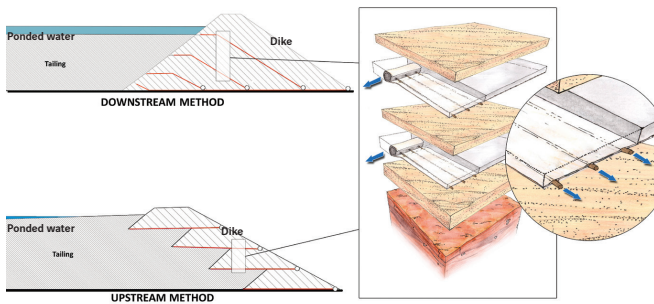 Ponded water
Dike
Tailing
DOWNSTREAM METHOD
Ponded water
Dike
Tailing
UPSTREAM METHOD